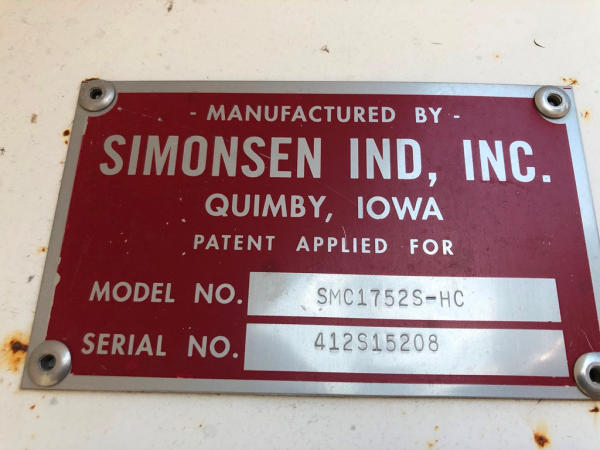 - MANUFACTURED BY -
SIMONSEN IND, INC.
QUIMBY, IOWA
PATENT APPLIED FOR
MODEL NO. SMC1752S-HC
SERIAL NO. 412S15208